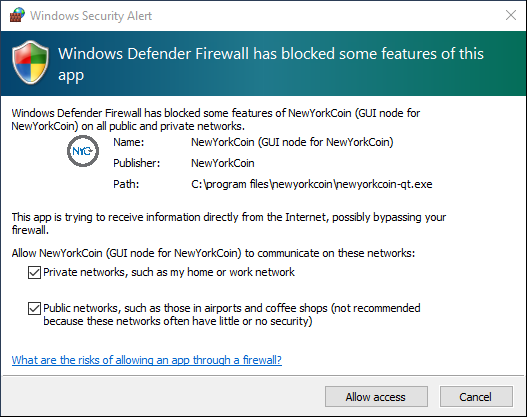 Windows Security Alert
Windows Defender Firewall has blocked some features of this
app
Windows Defender Firewall has blocked some features of NewYorkCoin (GUI node for
NewYorkCoin) on all public and private networks.
NYC
Name: NewYorkCoin (GUI node for NewYorkCoin)
Publisher: NewYorkCoin
Path: C:\program files\newyorkcoin\newyorkcoin-qt.exe
This app is trying to receive information directly from the Internet, possibly bypassing your
firewall.
Allow NewYorkCoin (GUI node for NewYorkCoin) to communicate on these networks:
Private networks, such as my home or work network
Public networks, such as those in airports and coffee shops (not recommended
because these networks often have little or no security)
What are the risks of allowing an app through a firewall?
Allow access
Cancel